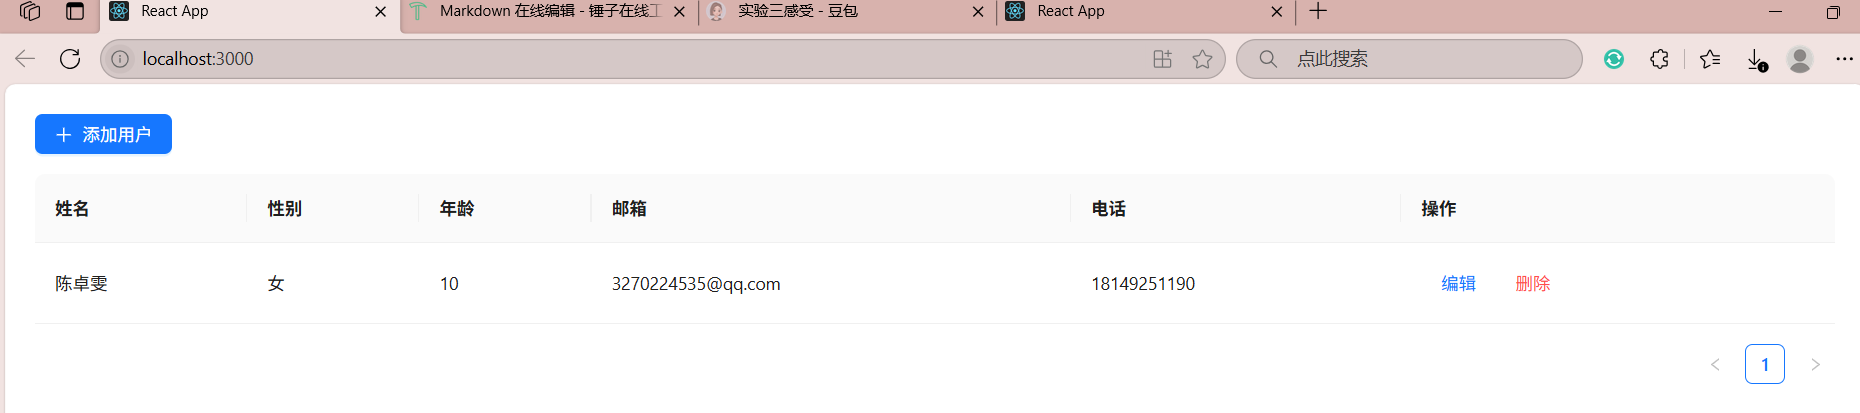 React App Markdown 在线编辑 - 锤子在线工 实验三感受 - 豆包 React App
localhost:3000 点此搜索
添加用户
姓名 性别 年龄 邮箱 电话 操作
陈卓雯 女 10 3270224535@qq.com 18149251190 编辑 删除
1